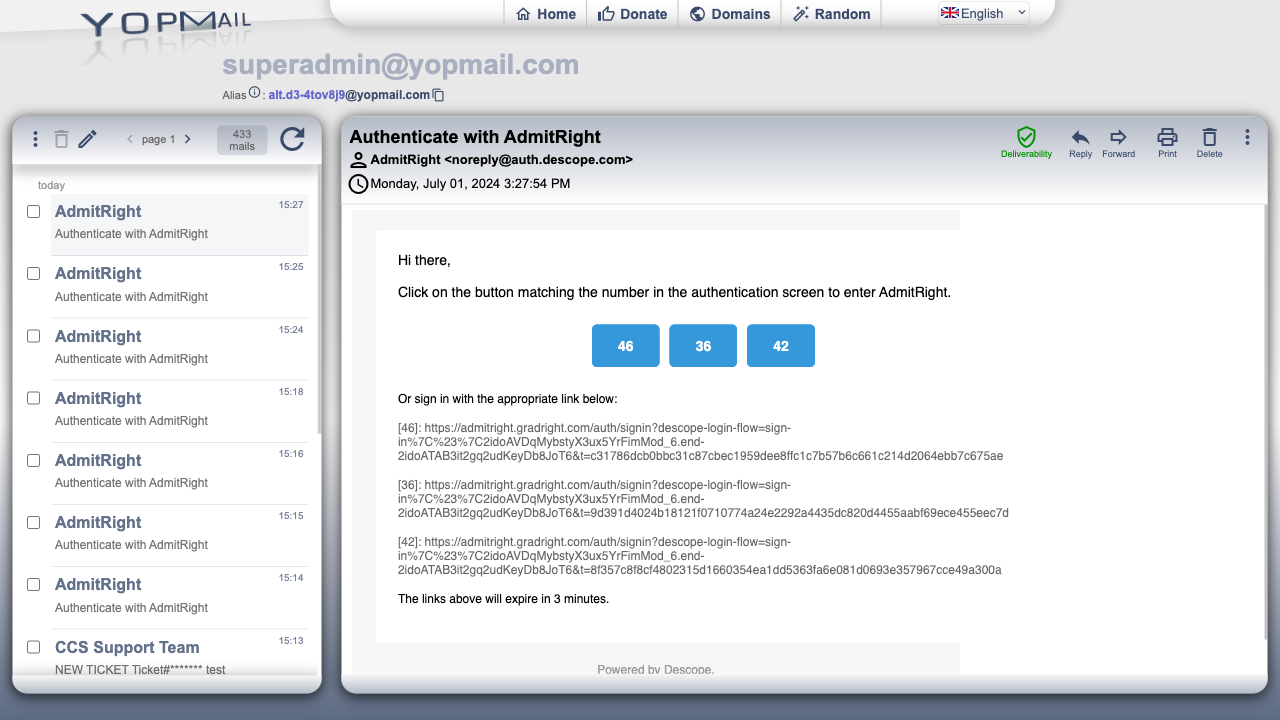 YOPMAIL
Home
Donate
Domains
Random
English
superadmin@yopmail.com
Alias : alt.d3-4tov8j9@yopmail.com
page 1
433
mails
today
AdmitRight 15:27
Authenticate with AdmitRight
AdmitRight 15:25
Authenticate with AdmitRight
AdmitRight 15:24
Authenticate with AdmitRight
AdmitRight 15:18
Authenticate with AdmitRight
AdmitRight 15:16
Authenticate with AdmitRight
AdmitRight 15:15
Authenticate with AdmitRight
AdmitRight 15:14
Authenticate with AdmitRight
CCS Support Team 15:13
NEW TICKET Ticket#******* test
Authenticate with AdmitRight
AdmitRight <noreply@auth.descope.com>
Monday, July 01, 2024 3:27:54 PM
Deliverability
Reply
Forward
Print
Delete
Hi there,
Click on the button matching the number in the authentication screen to enter AdmitRight.
46
36
42
Or sign in with the appropriate link below:
[46]: https://admitright.gradright.com/auth/signin?descope-login-flow=sign-
in%7C%23%7C2idoAVDqMybstyX3ux5YrFimMod_6.end-
2idoATAB3it2gq2udKeyDb8JoT6&t=c31786dcb0bbc31c87cbec1959dee8ffc1c7b57b6c661c214d2064ebb7c675ae
[36]: https://admitright.gradright.com/auth/signin?descope-login-flow=sign-
in%7C%23%7C2idoAVDqMybstyX3ux5YrFimMod_6.end-
2idoATAB3it2gq2udKeyDb8JoT6&t=9d391d4024b18121f0710774a24e2292a4435dc820d4455aabf69ece455eec7d
[42]: https://admitright.gradright.com/auth/signin?descope-login-flow=sign-
in%7C%23%7C2idoAVDqMybstyX3ux5YrFimMod_6.end-
2idoATAB3it2gq2udKeyDb8JoT6&t=8f357c8f8cf4802315d1660354ea1dd5363fa6e081d0693e357967cce49a300a
The links above will expire in 3 minutes.
Powered by Descope.